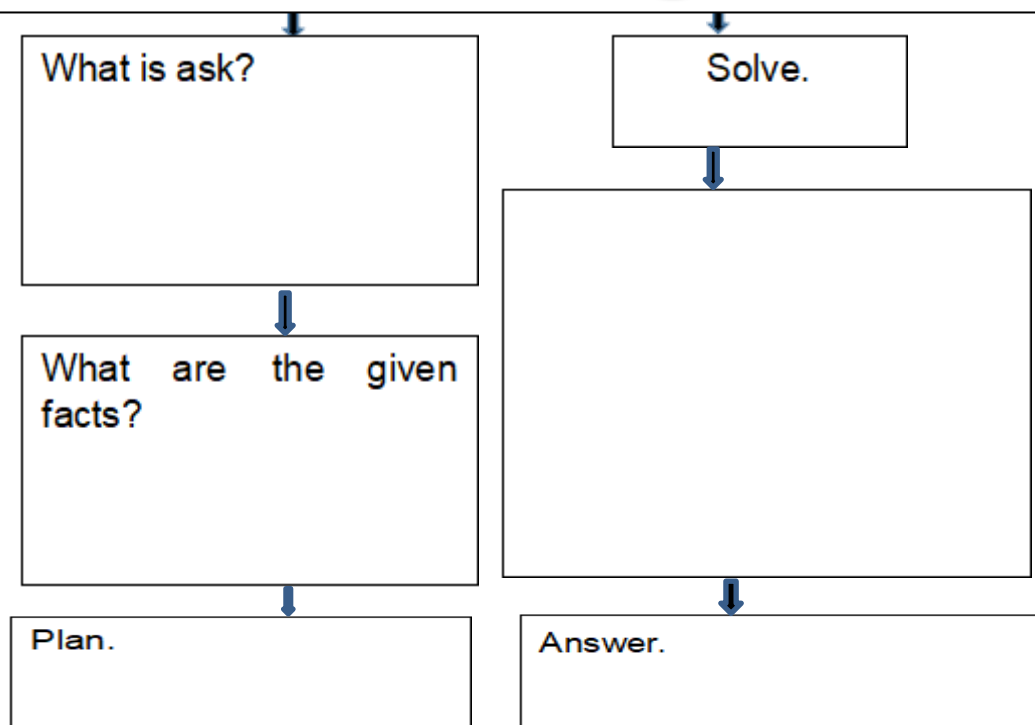 What is ask?
Solve.
What are the given
facts?
Plan.
Answer.